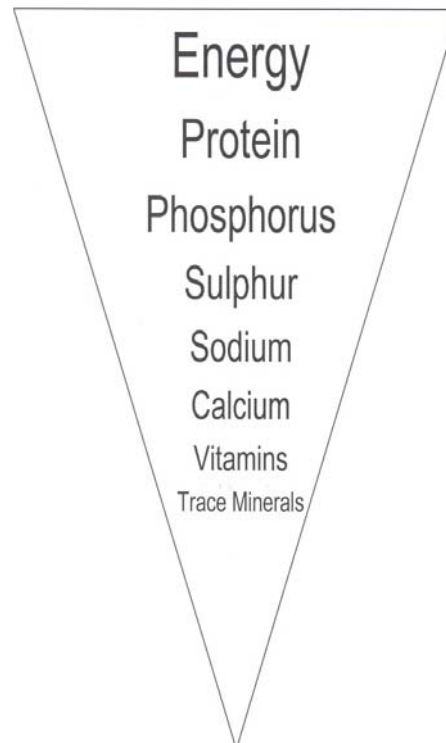 Energy
Protein
Phosphorus
Sulphur
Sodium
Calcium
Vitamins
Trace Minerals